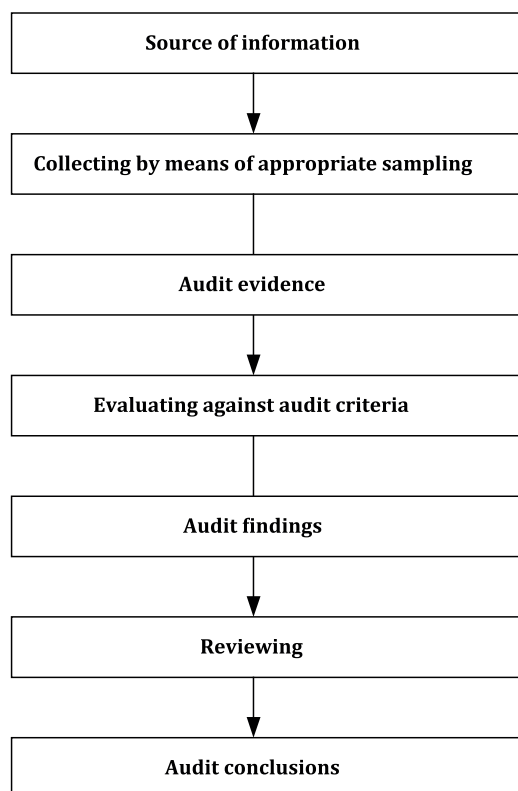 Source of information
Collecting by means of appropriate sampling
Audit evidence
Evaluating against audit criteria
Audit findings
Reviewing
Audit conclusions